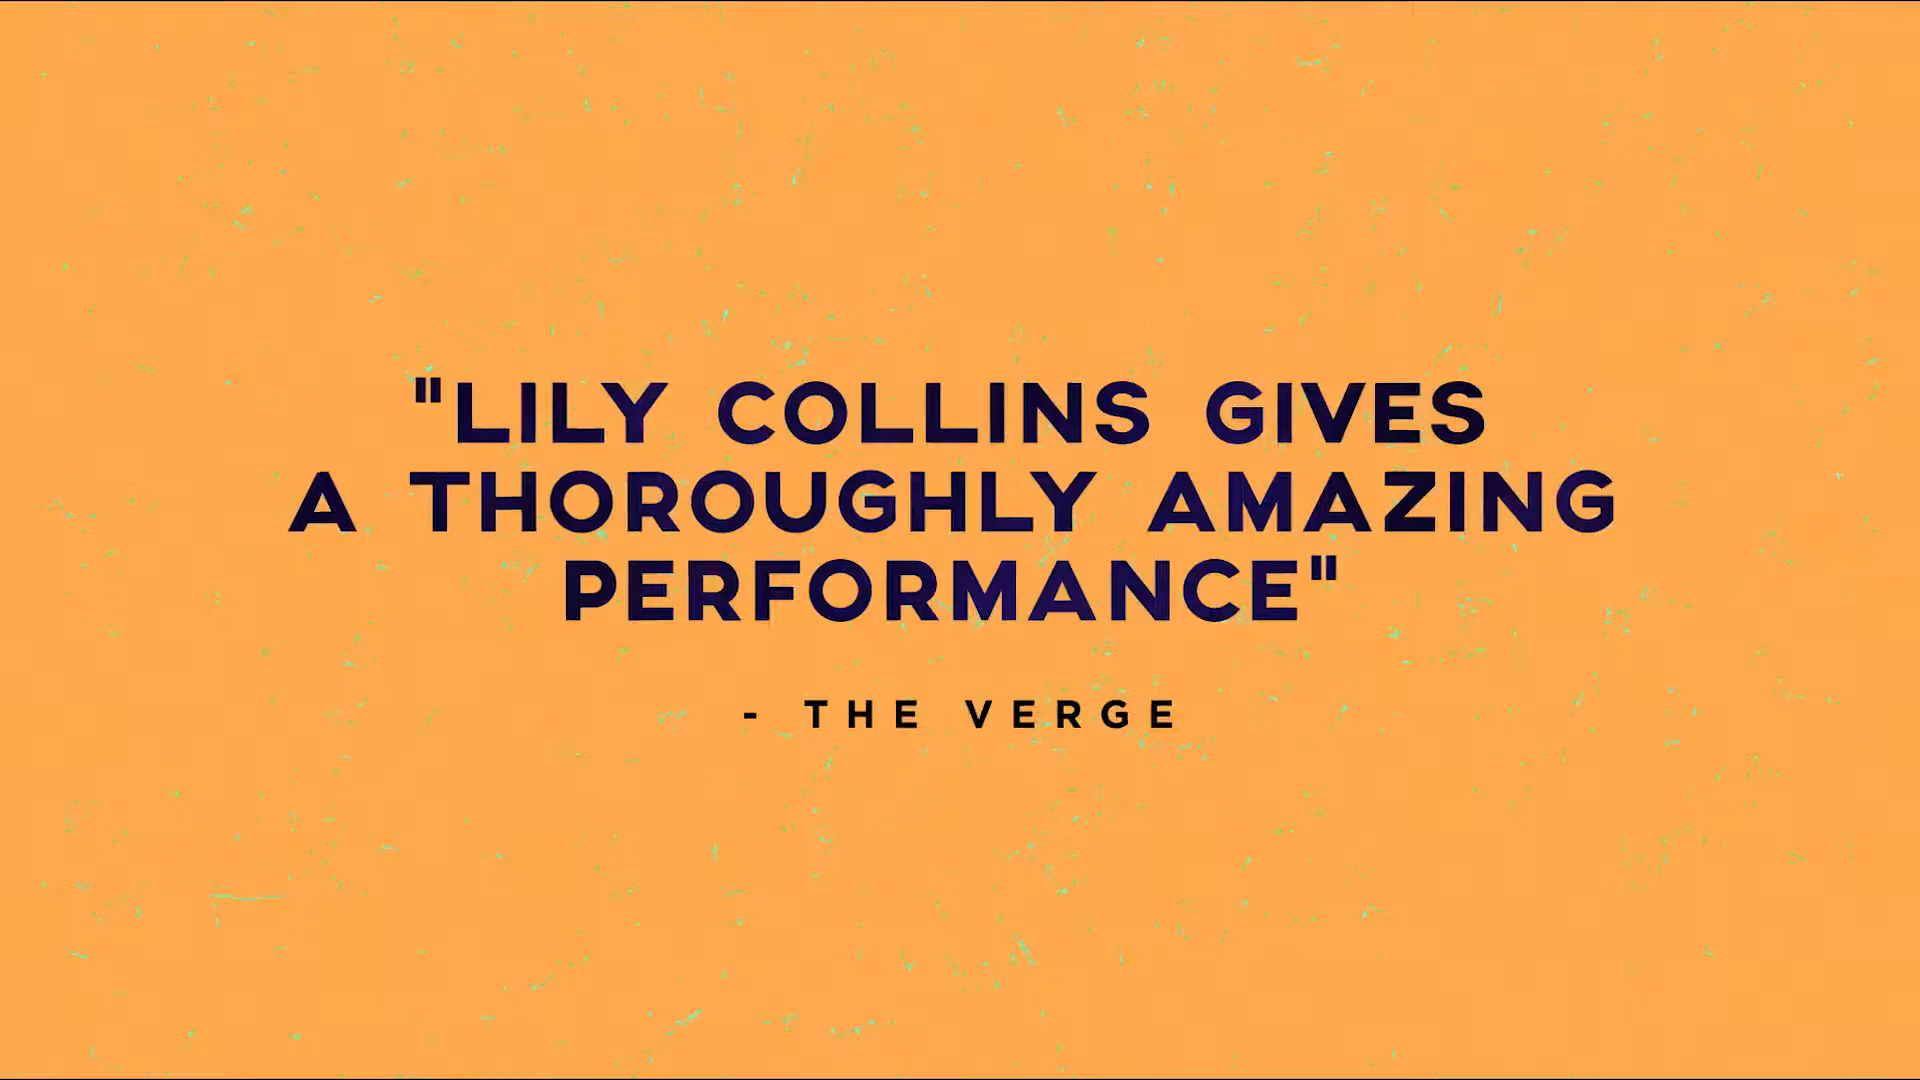 "LILY COLLINS GIVES
A THOROUGHLY AMAZING
PERFORMANCE"
- THE VERGE